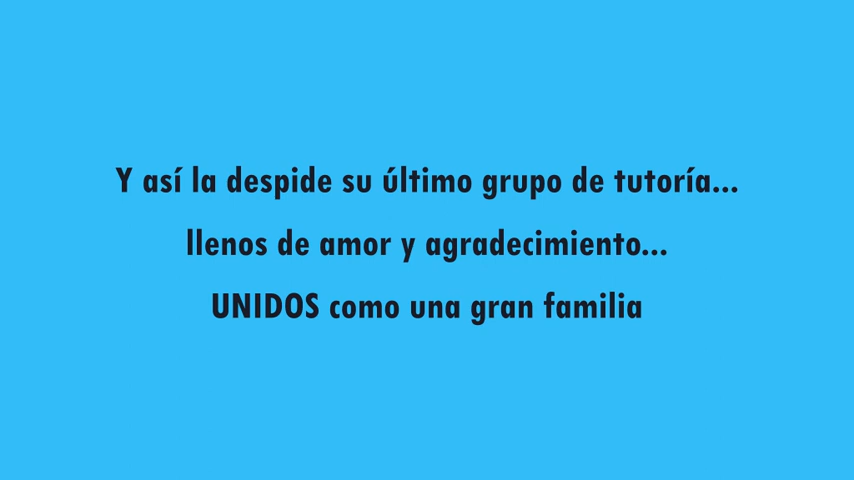 Y así la despide su último grupo de tutoría...
llenos de amor y agradecimiento...
UNIDOS como una gran familia